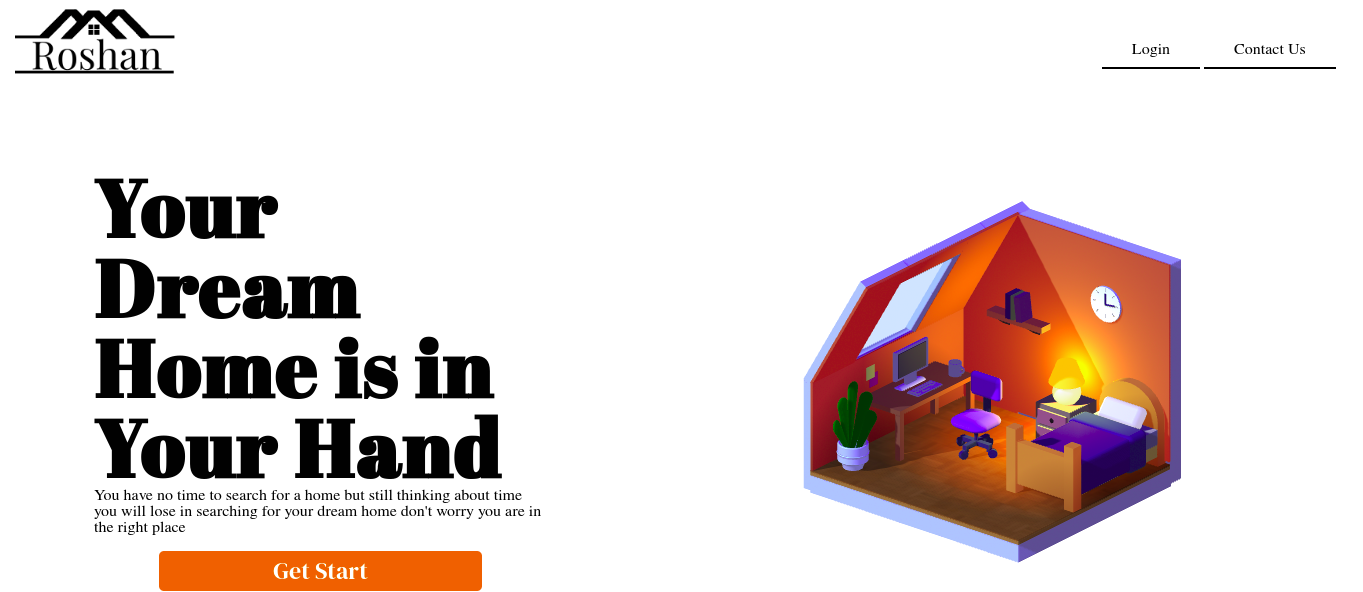 Roshan
Login
Contact Us
Your
Dream
Home is in
Your Hand
You have no time to search for a home but still thinking about time
you will lose in searching for your dream home don't worry you are in
the right place
Get Start